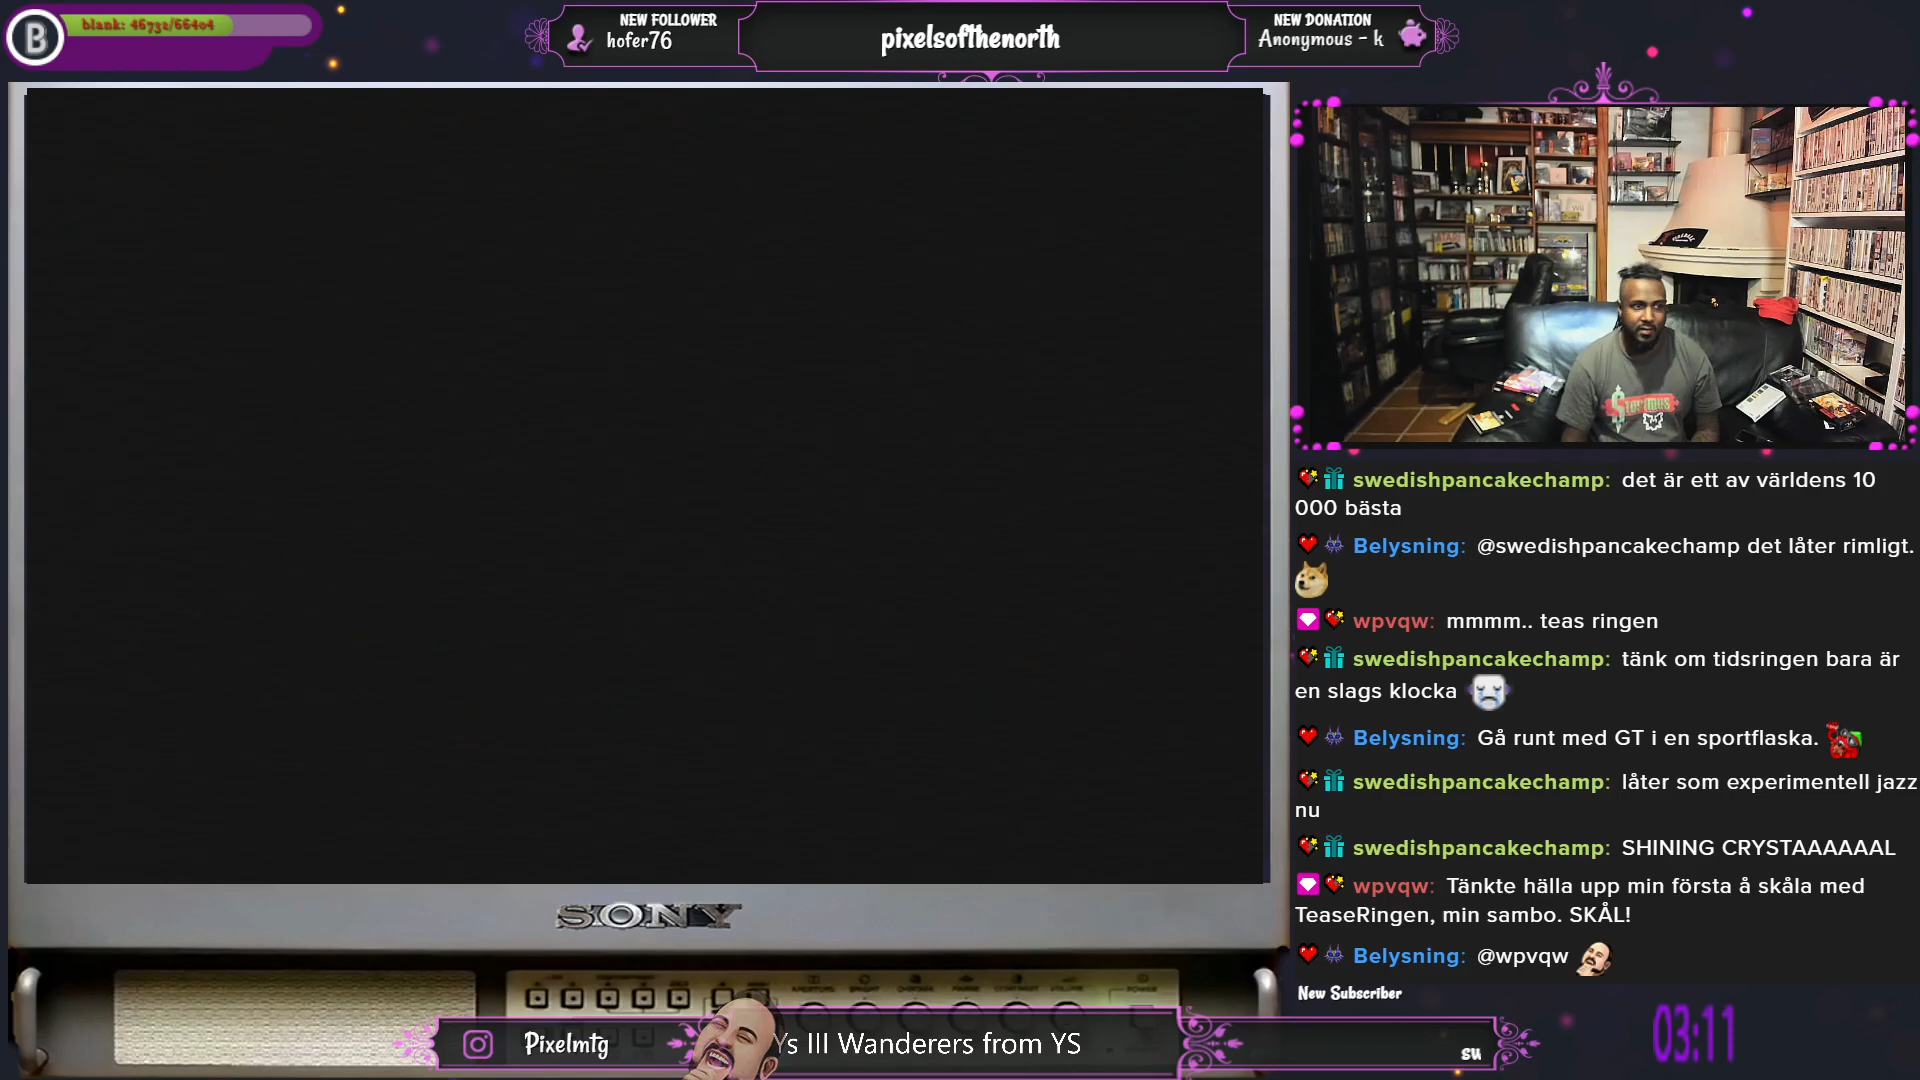 B
blank: 46732/66404
NEW FOLLOWER
hofer76
pixelsofthenorth
NEW DONATION
Anonymous - k
swedishpancakechamp: det är ett av världens 10
000 bästa
Belysning: @swedishpancakechamp det låter rimligt.
wpvqw: mmmm.. teas ringen
swedishpancakechamp: tänk om tidsringen bara är
en slags klocka
Belysning: Gå runt med GT i en sportflaska.
swedishpancakechamp: låter som experimentell jazz
nu
swedishpancakechamp: SHINING CRYSTAAAAAAL
wpvqw: Tänkte hälla upp min första å skåla med
TeaseRingen, min sambo. SKÅL!
Belysning: @wpvqw
New Subscriber
SONY
Pixelmtg
Ys III Wanderers from YS
su
03:11